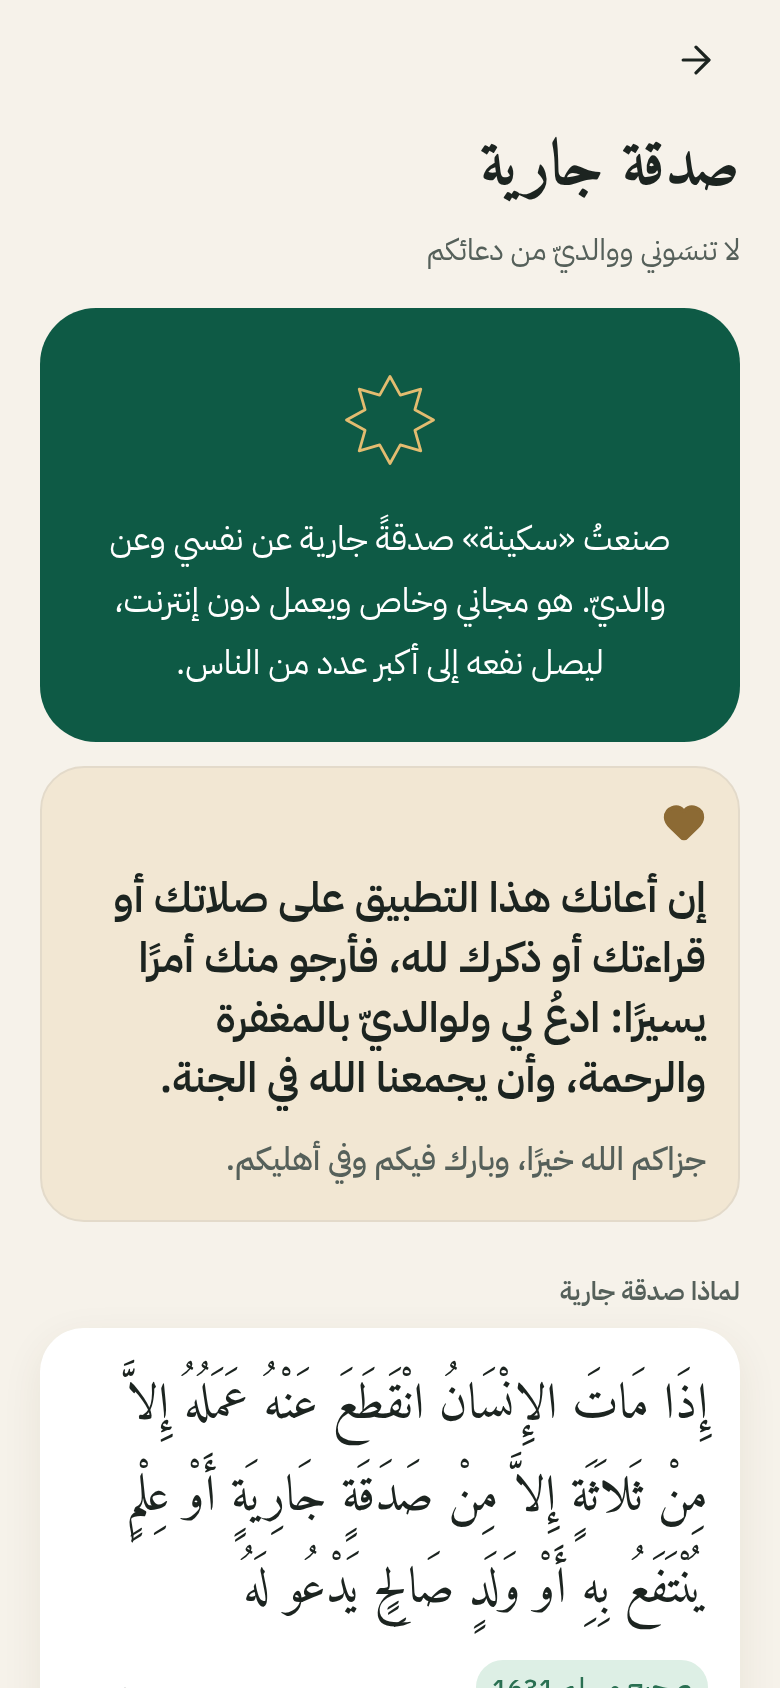 صدقة جارية
لا تنسَوني ووالديّ من دعائكم
صنعتُ «سكينة» صدقةً جارية عن نفسي وعن
والديّ. هو مجاني وخاص ويعمل دون إنترنت،
ليصل نفعه إلى أكبر عدد من الناس.
إن أعانك هذا التطبيق على صلاتك أو
قراءتك أو ذكرك لله، فأرجو منك أمرًا
يسيرًا: ادعُ لي ولوالديّ بالمغفرة
والرحمة، وأن يجمعنا الله في الجنة.
جزاكم الله خيرًا، وبارك فيكم وفي أهليكم.
لماذا صدقة جارية
إِذَا مَاتَ الإِنْسَانُ انْقَطَعَ عَنْهُ عَمَلُهُ إِلاَّ
مِنْ ثَلاَثَةٍ إِلاَّ مِنْ صَدَقَةٍ جَارِيَةٍ أَوْ عِلْمٍ
يُنْتَفَعُ بِهِ أَوْ وَلَدٍ صَالِحٍ يَدْعُو لَهُ
صحيح مسلم 1631